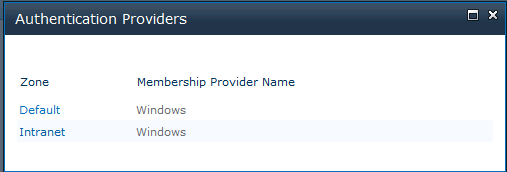 Authentication Providers
Zone Membership Provider Name
Default Windows
Intranet Windows